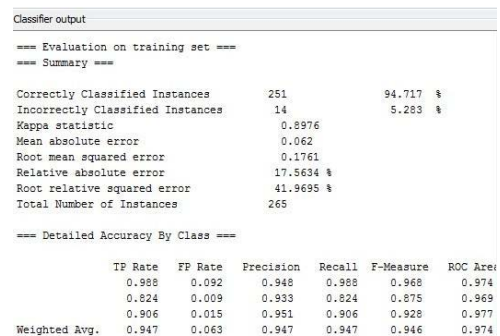 Classifier output
=== Evaluation on training set ===
=== Summary ===
Correctly Classified Instances 251 94.717 %
Incorrectly Classified Instances 14 5.283 %
Kappa statistic 0.8976
Mean absolute error 0.062
Root mean squared error 0.1761
Relative absolute error 17.5634 %
Root relative squared error 41.9695 %
Total Number of Instances 265
=== Detailed Accuracy By Class ===
TP Rate FP Rate Precision Recall F-Measure ROC Area
0.988 0.092 0.948 0.988 0.968 0.974
0.824 0.009 0.933 0.824 0.875 0.969
0.906 0.015 0.951 0.906 0.928 0.977
Weighted Avg. 0.947 0.063 0.947 0.947 0.946 0.974